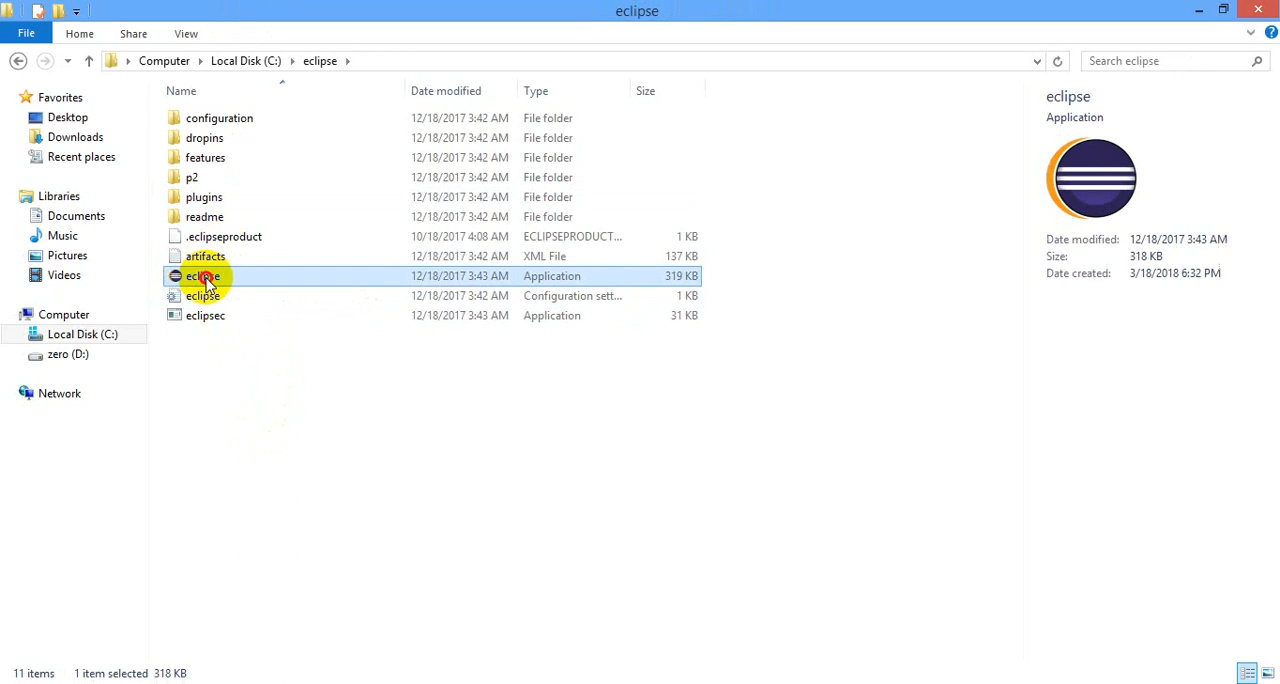 eclipse
File Home Share View
Computer Local Disk (C:) eclipse Search eclipse
Favorites
Desktop
Downloads
Recent places
Libraries
Documents
Music
Pictures
Videos
Computer
Local Disk (C:)
zero (D:)
Network
Name Date modified Type Size
configuration 12/18/2017 3:42 AM File folder
dropins 12/18/2017 3:42 AM File folder
features 12/18/2017 3:42 AM File folder
p2 12/18/2017 3:42 AM File folder
plugins 12/18/2017 3:42 AM File folder
readme 12/18/2017 3:42 AM File folder
.eclipseproduct 10/18/2017 4:08 AM ECLIPSEPRODUCT... 1 KB
artifacts 12/18/2017 3:42 AM XML File 137 KB
eclipse 12/18/2017 3:43 AM Application 319 KB
eclipse 12/18/2017 3:42 AM Configuration sett... 1 KB
eclipsec 12/18/2017 3:43 AM Application 31 KB
eclipse
Application
Date modified: 12/18/2017 3:43 AM
Size: 318 KB
Date created: 3/18/2018 6:32 PM
11 items 1 item selected 318 KB